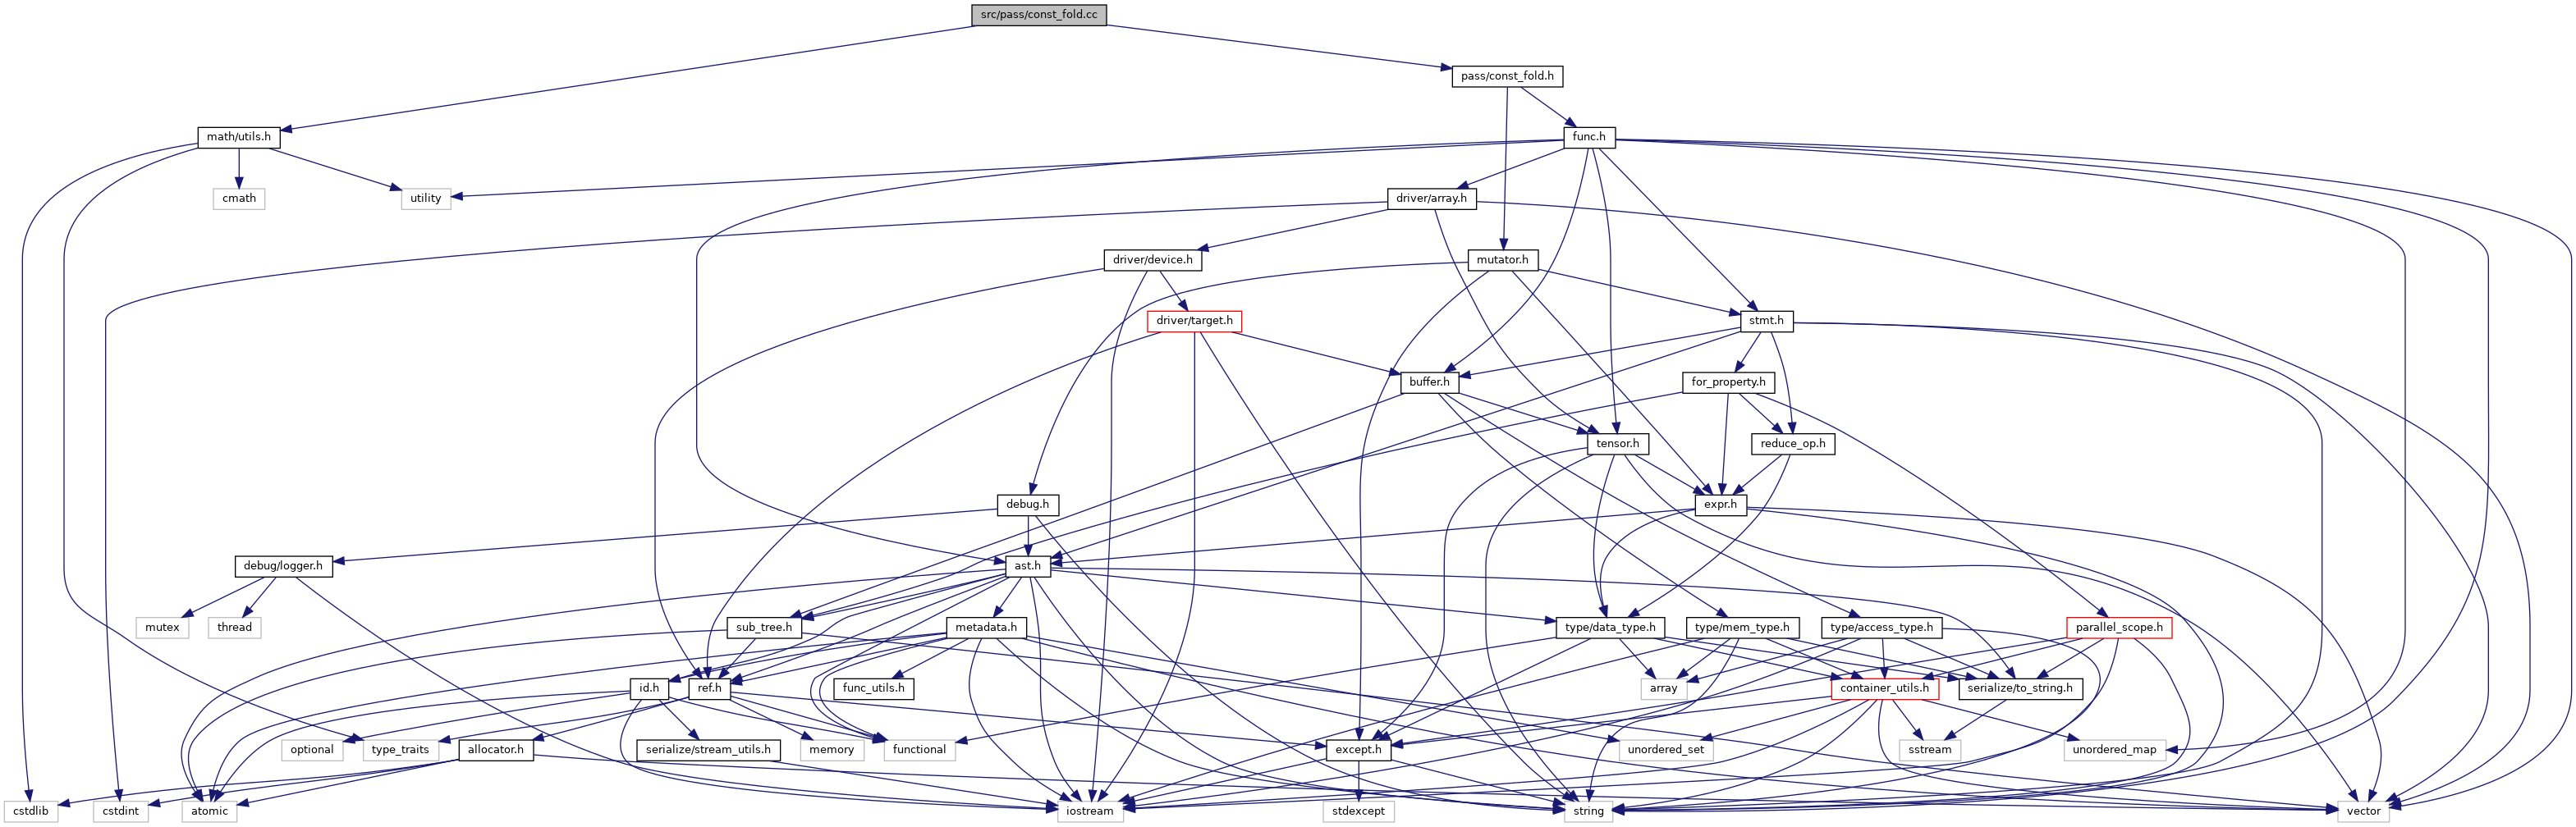 src/pass/const_fold.cc
pass/const_fold.h
math/utils.h
func.h
cmath
utility
driver/array.h
driver/device.h
mutator.h
driver/target.h
stmt.h
buffer.h
for_property.h
tensor.h
reduce_op.h
debug.h
expr.h
debug/logger.h
ast.h
mutex
thread
sub_tree.h
metadata.h
type/data_type.h
type/mem_type.h
type/access_type.h
parallel_scope.h
id.h
ref.h
func_utils.h
array
container_utils.h
serialize/to_string.h
optional
type_traits
allocator.h
serialize/stream_utils.h
memory
functional
except.h
unordered_set
sstream
unordered_map
cstdlib
cstdint
atomic
iostream
stdexcept
string
vector